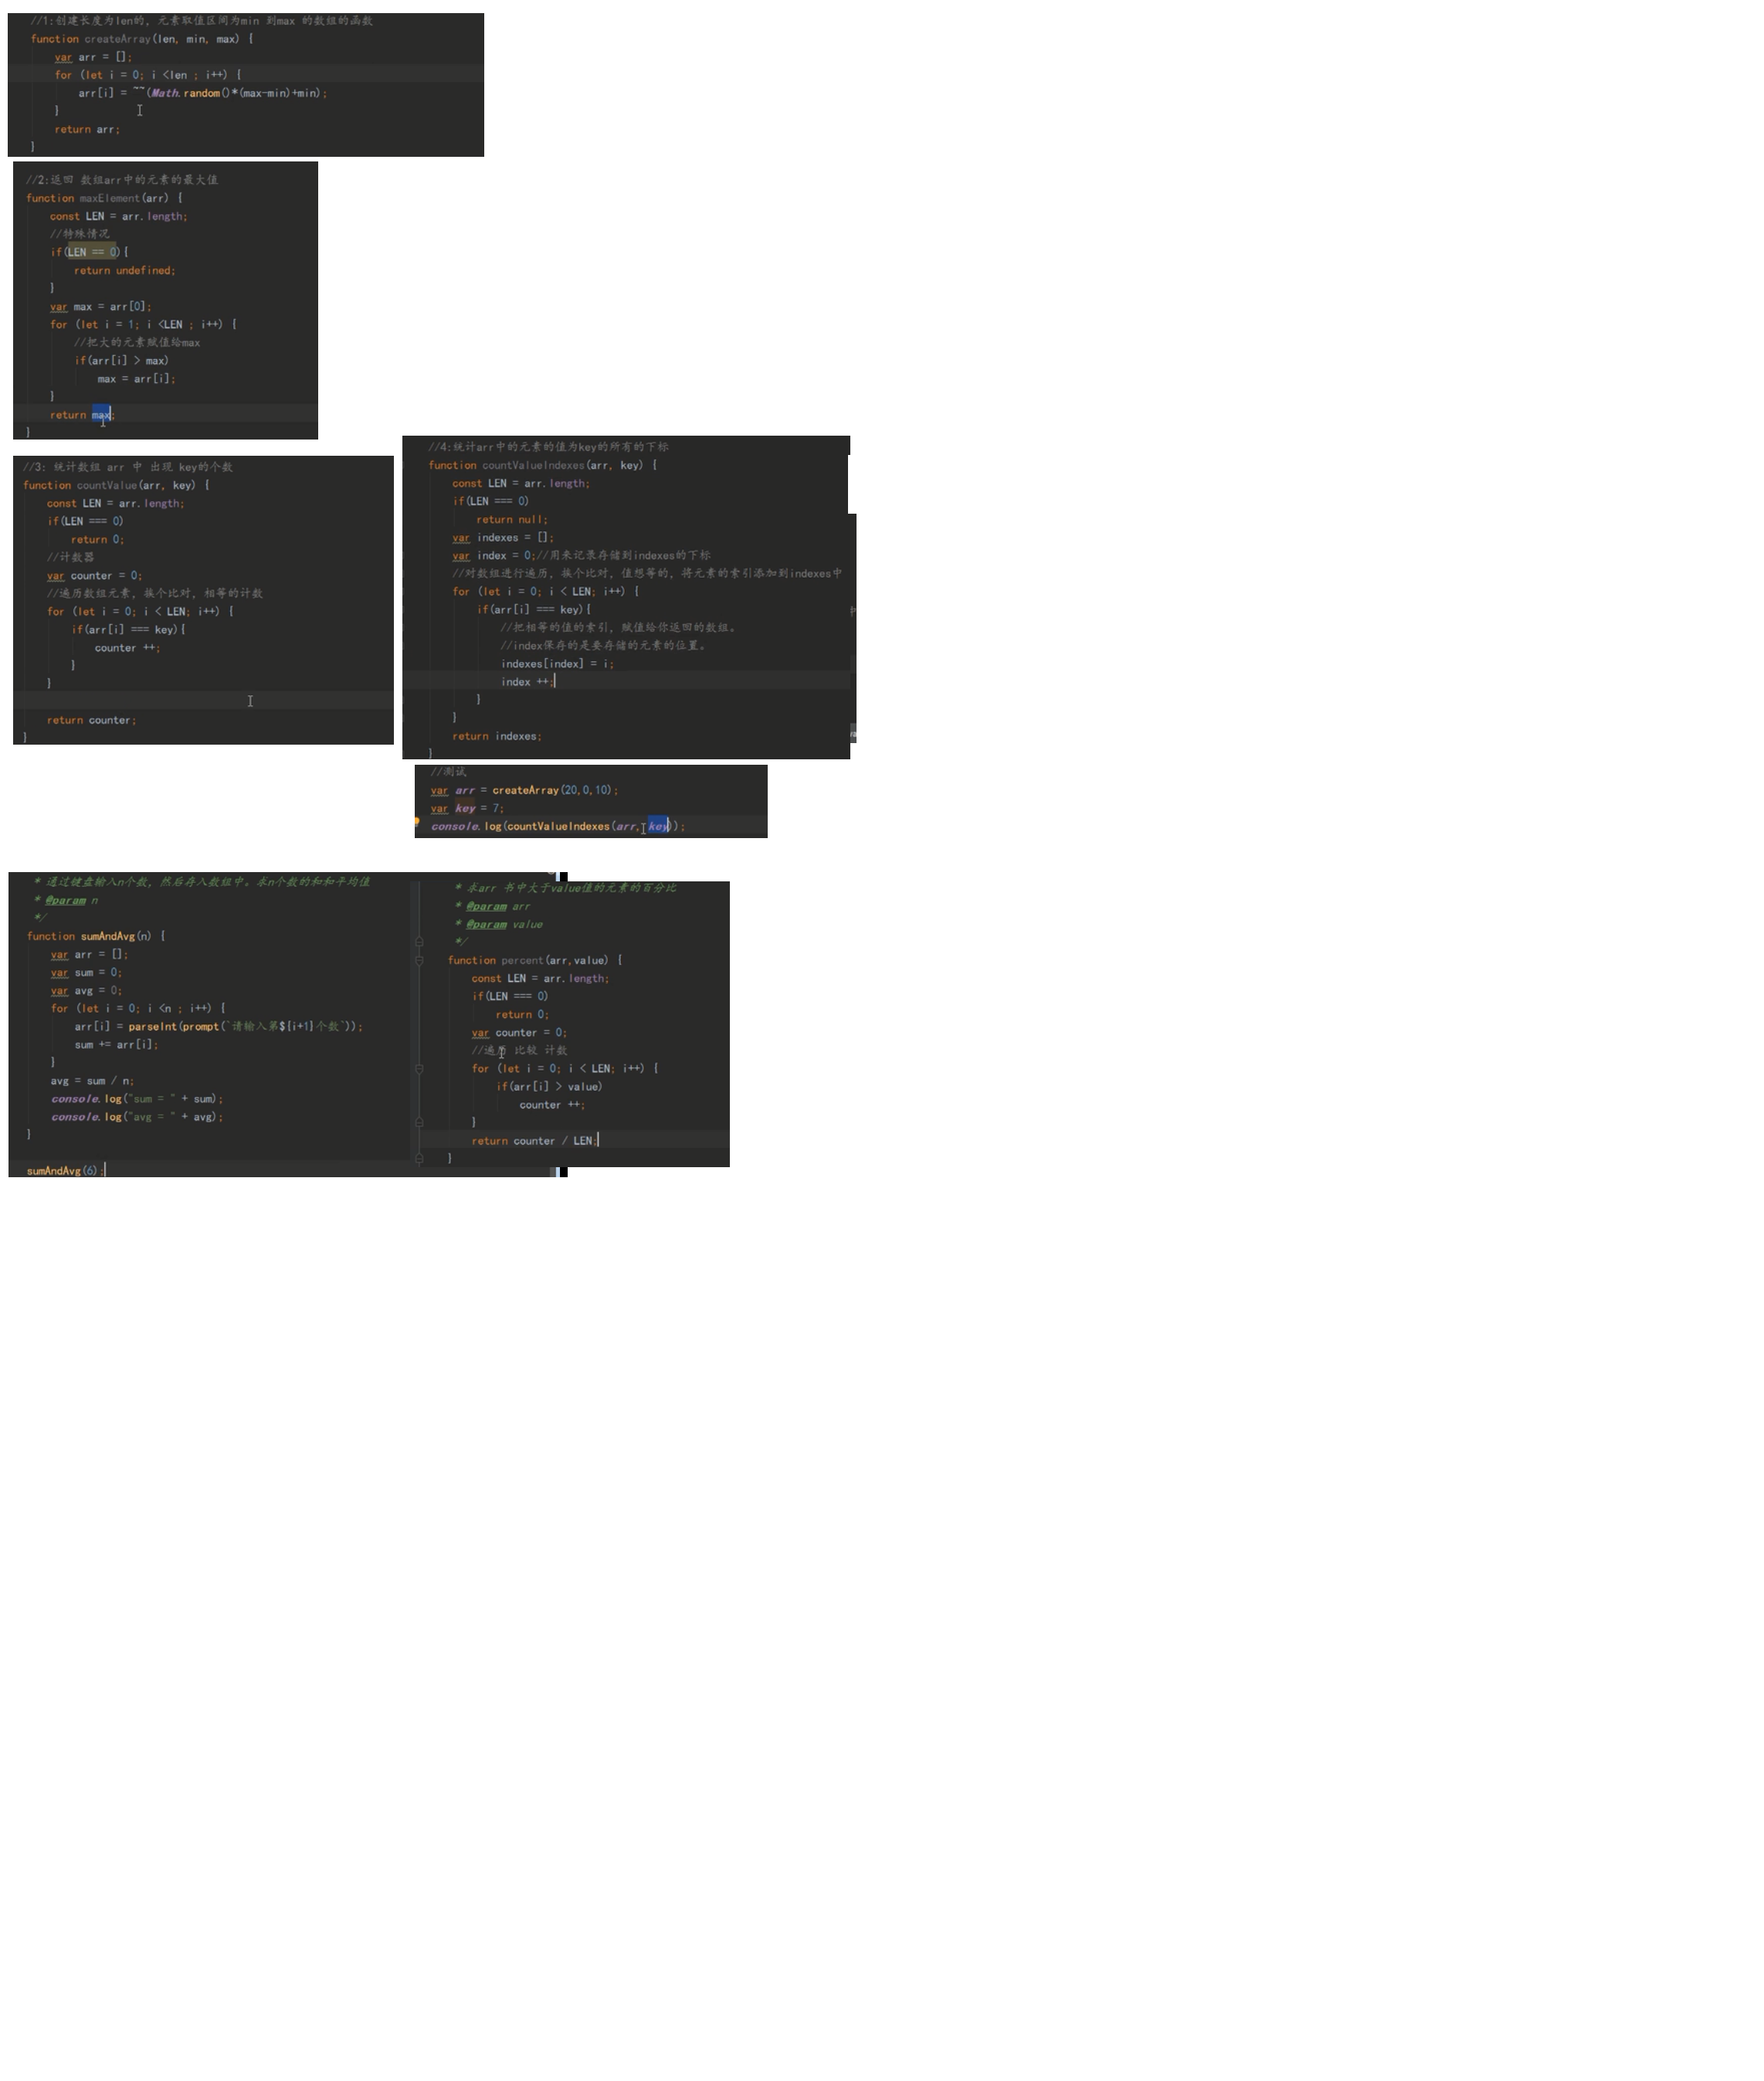 //1:创建长度为len的, 元素取值区间为min 到max 的数组的函数
function createArray(len, min, max) {
var arr = [];
for (let i = 0; i <len ; i++) {
arr[i] = ~~(Math.random()*(max-min)+min);
}
return arr;
}
//2:返回 数组arr中的元素的最大值
function maxElement(arr) {
const LEN = arr.length;
//特殊情况
if(LEN == 0){
return undefined;
}
var max = arr[0];
for (let i = 1; i <LEN ; i++) {
//把大的元素赋值给max
if(arr[i] > max)
max = arr[i];
}
return max;
}
//3: 统计数组 arr 中 出现 key的个数
function countValue(arr, key) {
const LEN = arr.length;
if(LEN === 0)
return 0;
//计数器
var counter = 0;
//遍历数组元素, 挨个比对, 相等的计数
for (let i = 0; i < LEN; i++) {
if(arr[i] === key){
counter ++;
}
}
return counter;
}
//4:统计arr中的元素的值为key的所有的下标
function countValueIndexes(arr, key) {
const LEN = arr.length;
if(LEN === 0)
return null;
var indexes = [];
var index = 0;//用来记录存储到indexes的下标
//对数组进行遍历, 挨个比对, 值想等的, 将元素的索引添加到indexes中
for (let i = 0; i < LEN; i++) {
if(arr[i] === key){
//把相等的值的索引, 赋值给你返回的数组。
//index保存的是要存储的元素的位置。
indexes[index] = i;
index ++;
}
}
return indexes;
}
//测试
var arr = createArray(20,0,10);
var key = 7;
console.log(countValueIndexes(arr, key));
* 通过键盘输入n个数, 然后存入数组中。求n个数的和和平均值
* @param n
*/
function sumAndAvg(n) {
var arr = [];
var sum = 0;
var avg = 0;
for (let i = 0; i <n ; i++) {
arr[i] = parseInt(prompt(`请输入第${i+1}个数`));
sum += arr[i];
}
avg = sum / n;
console.log("sum = " + sum);
console.log("avg = " + avg);
}
sumAndAvg(6);
* 求arr 书中大于value值的元素的百分比
* @param arr
* @param value
*/
function percent(arr,value) {
const LEN = arr.length;
if(LEN === 0)
return 0;
var counter = 0;
//遍历 比较 计数
for (let i = 0; i < LEN; i++) {
if(arr[i] > value)
counter ++;
}
return counter / LEN;
}